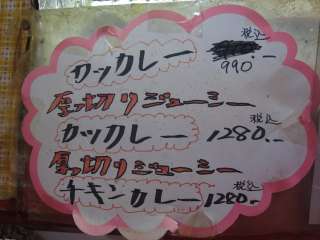 カツカレー 税込 990.-
厚切りジューシー
カツカレー 税込 1280.-
厚切りジューシー
チキンカレー 税込 1280.-